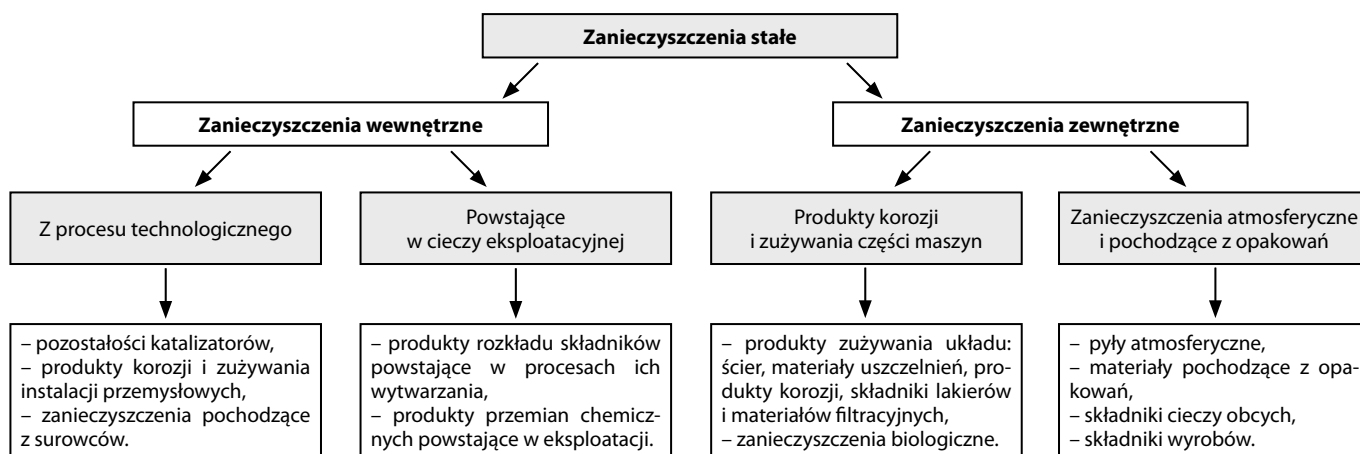 Zanieczyszczenia stałe
Zanieczyszczenia wewnętrzne
Zanieczyszczenia zewnętrzne
Z procesu technologicznego
Powstające
w cieczy eksploatacyjnej
Produkty korozji
i zużywania części maszyn
Zanieczyszczenia atmosferyczne
i pochodzące z opakowań
– pozostałości katalizatorów,
– produkty korozji i zużywania
instalacji przemysłowych,
– zanieczyszczenia pochodzące
z surowców.
– produkty rozkładu składników
powstające w procesach ich
wytwarzania,
– produkty przemian chemicz-
nych powstające w eksploatacji.
– produkty zużywania układu:
ścier, materiały uszczelnień, pro-
dukty korozji, składniki lakierów
i materiałów filtracyjnych,
– zanieczyszczenia biologiczne.
– pyły atmosferyczne,
– materiały pochodzące z opa-
kowań,
– składniki cieczy obcych,
– składniki wyrobów.